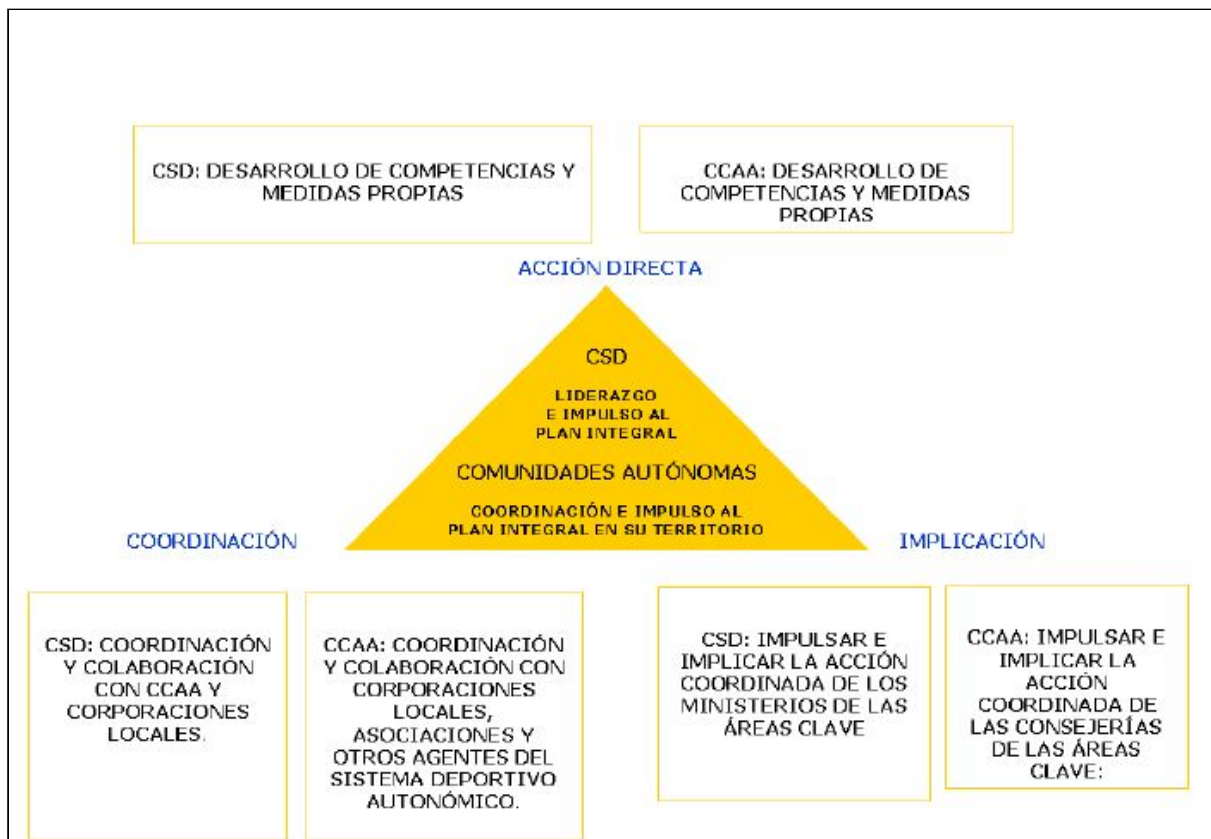 CSD: DESARROLLO DE COMPETENCIAS Y
MEDIDAS PROPIAS
CCAA: DESARROLLO DE
COMPETENCIAS Y MEDIDAS
PROPIAS
ACCIÓN DIRECTA
CSD
LIDERAZGO
E IMPULSO AL
PLAN INTEGRAL
COMUNIDADES AUTÓNOMAS
COORDINACIÓN E IMPULSO AL
PLAN INTEGRAL EN SU TERRITORIO
COORDINACIÓN
IMPLICACIÓN
CSD: COORDINACIÓN
Y COLABORACIÓN
CON CCAA Y
CORPORACIONES
LOCALES.
CCAA: COORDINACIÓN
Y COLABORACIÓN CON
CORPORACIONES
LOCALES,
ASOCIACIONES Y
OTROS AGENTES DEL
SISTEMA DEPORTIVO
AUTONÓMICO.
CSD: IMPULSAR E
IMPLICAR LA ACCIÓN
COORDINADA DE LOS
MINISTERIOS DE LAS
ÁREAS CLAVE
CCAA: IMPULSAR E
IMPLICAR LA
ACCIÓN
COORDINADA DE
LAS CONSEJERÍAS
DE LAS ÁREAS
CLAVE: